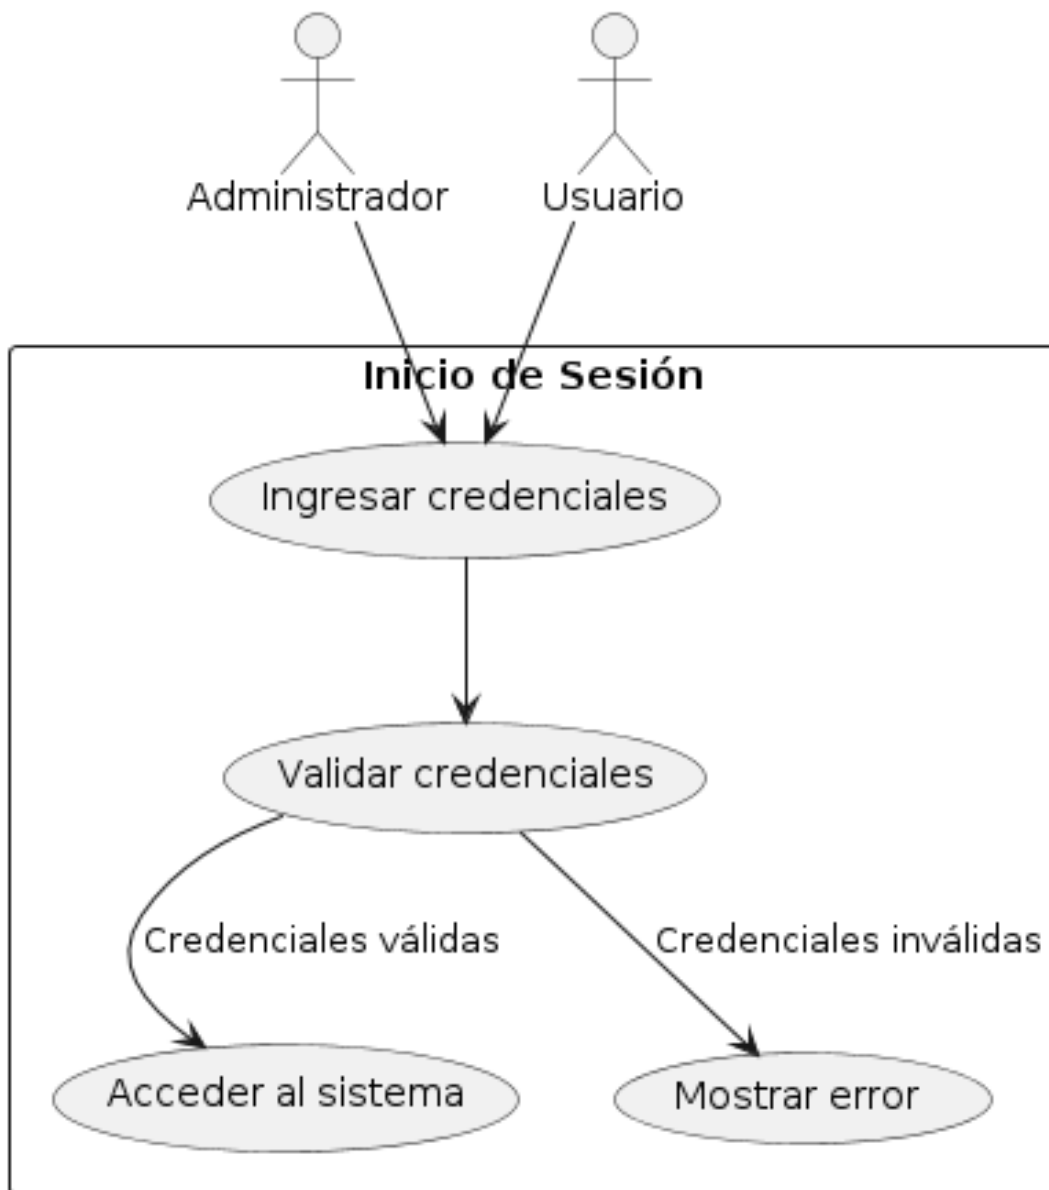 Administrador
Usuario
Inicio de Sesión
Ingresar credenciales
Validar credenciales
Credenciales válidas
Credenciales inválidas
Acceder al sistema
Mostrar error